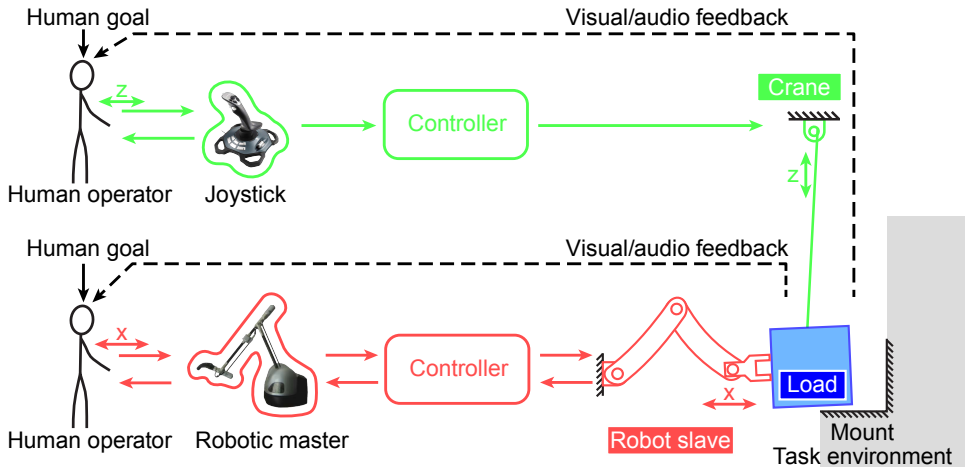 Human goal
Visual/audio feedback
z
Crane
Controller
z
Human operator
Joystick
Human goal
Visual/audio feedback
x
Controller
Load
x
Human operator
Robotic master
Robot slave
Mount
Task environment